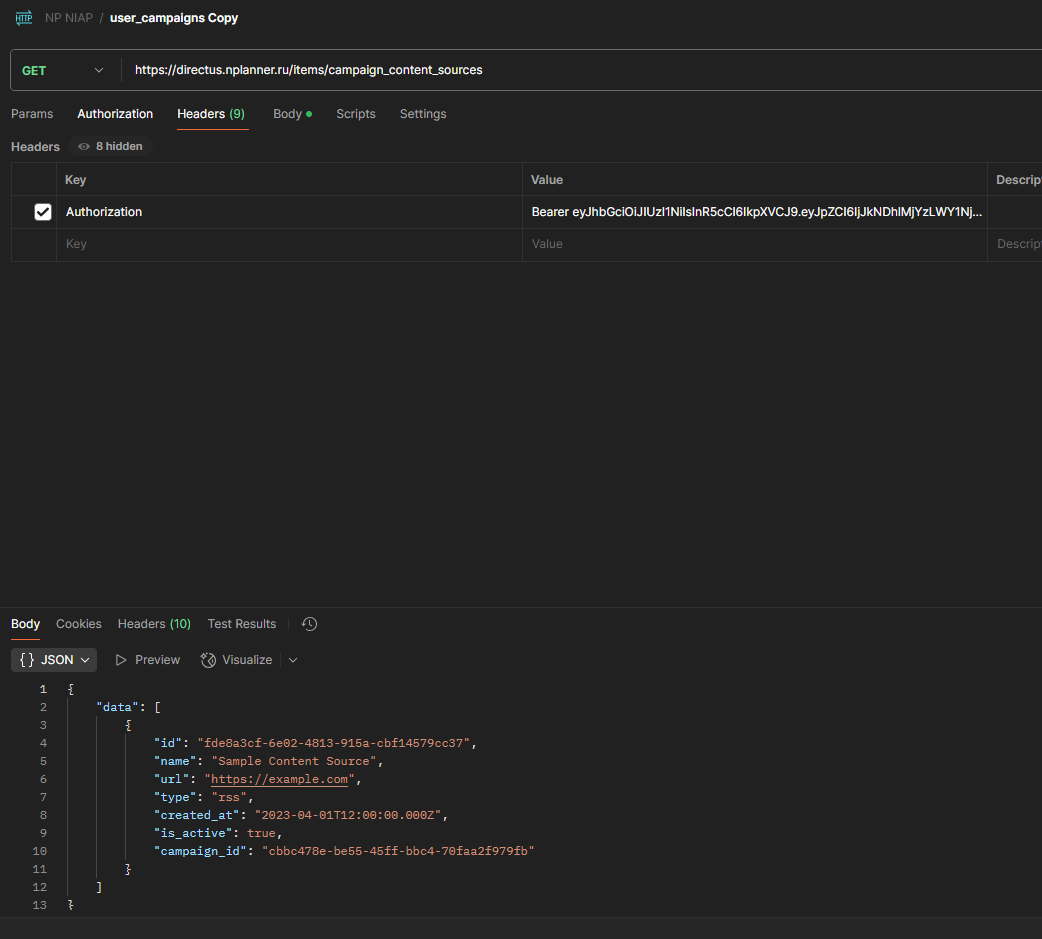 HTTP NP NIAP / user_campaigns Copy
GET https://directus.nplanner.ru/items/campaign_content_sources
Params Authorization Headers (9) Body Scripts Settings
Headers 8 hidden
Key Value Descrip
Authorization Bearer eyJhbGciOiJIUzI1NiIsInR5cCI6IkpXVCJ9.eyJpZCI6IjJkNDhlMjYzLWY1Nj...
Key Value Descrip
Body Cookies Headers (10) Test Results
{} JSON Preview Visualize
1 {
2 "data": [
3 {
4 "id": "fde8a3cf-6e02-4813-915a-cbf14579cc37",
5 "name": "Sample Content Source",
6 "url": "https://example.com",
7 "type": "rss",
8 "created_at": "2023-04-01T12:00:00.000Z",
9 "is_active": true,
10 "campaign_id": "cbbc478e-be55-45ff-bbc4-70faa2f979fb"
11 }
12 ]
13 }